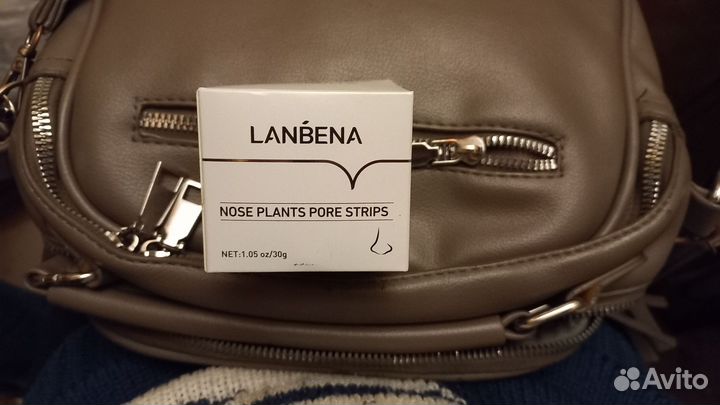 LANBENA
NOSE PLANTS PORE STRIPS
NET:1.05 oz/30g
Avito